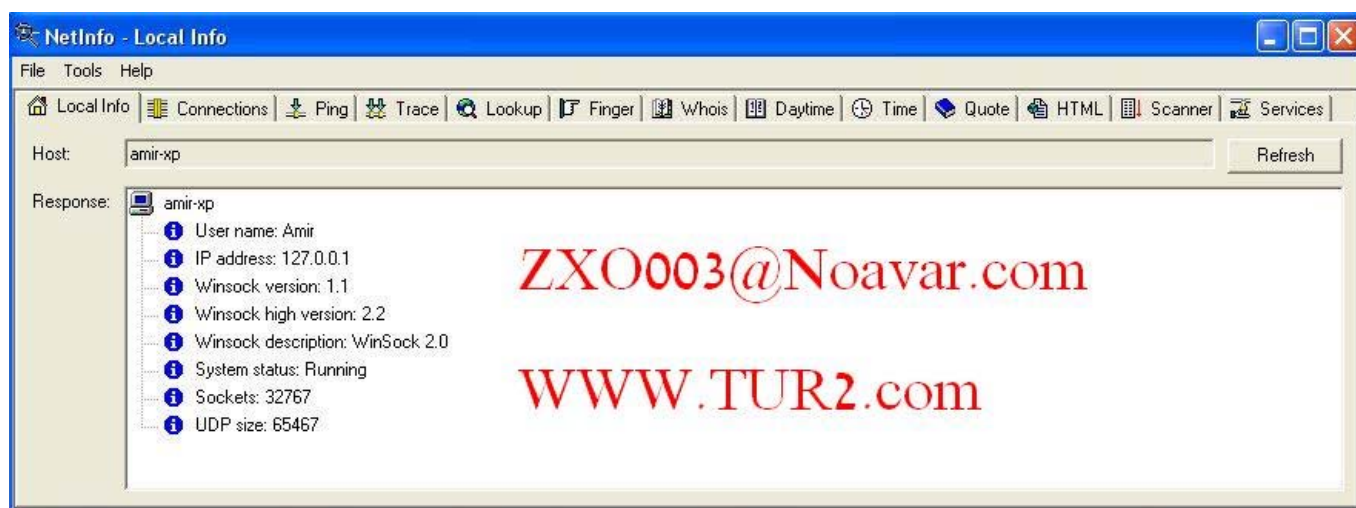 NetInfo - Local Info
File Tools Help
Local Info Connections Ping Trace Lookup Finger Whois Daytime Time Quote HTML Scanner Services
Host: amir-xp Refresh
Response: amir-xp
User name: Amir
IP address: 127.0.0.1
Winsock version: 1.1
Winsock high version: 2.2
Winsock description: WinSock 2.0
System status: Running
Sockets: 32767
UDP size: 65467
ZXO003@Noavar.com
WWW.TUR2.com